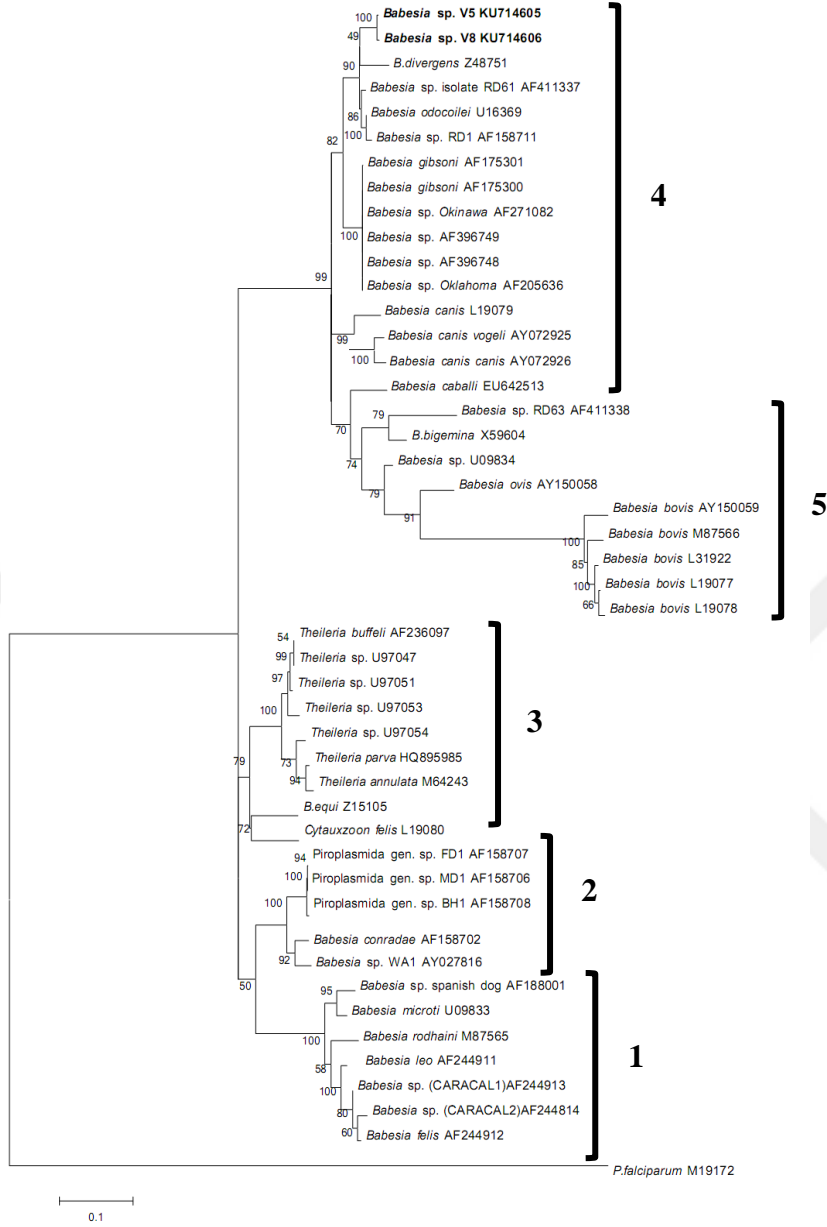 100
Babesia sp. V5 KU714605
49
Babesia sp. V8 KU714606
90
B.divergens Z48751
Babesia sp. isolate RD61 AF411337
Babesia odocoilei U16369
86
100
Babesia sp. RD1 AF158711
82
Babesia gibsoni AF175301
Babesia gibsoni AF175300
4
Babesia sp. Okinawa AF271082
100
Babesia sp. AF396749
Babesia sp. AF396748
99
Babesia sp. Oklahoma AF205636
Babesia canis L19079
99
Babesia canis vogeli AY072925
100
Babesia canis canis AY072926
Babesia caballi EU642513
79
Babesia sp. RD63 AF411338
70
B.bigemina X59604
74
Babesia sp. U09834
79
Babesia ovis AY150058
5
91
Babesia bovis AY150059
100
Babesia bovis M87566
85
Babesia bovis L31922
100
Babesia bovis L19077
66
Babesia bovis L19078
54
Theileria buffeli AF236097
99
Theileria sp. U97047
97
Theileria sp. U97051
100
Theileria sp. U97053
3
Theileria sp. U97054
79
73
Theileria parva HQ895985
94
Theileria annulata M64243
B.equi Z15105
72
Cytauxzoon felis L19080
94
Piroplasmida gen. sp. FD1 AF158707
100
Piroplasmida gen. sp. MD1 AF158706
2
100
Piroplasmida gen. sp. BH1 AF158708
Babesia conradae AF158702
92
Babesia sp. WA1 AY027816
50
95
Babesia sp. spanish dog AF188001
Babesia microti U09833
100
Babesia rodhaini M87565
1
58
Babesia leo AF244911
100
Babesia sp. (CARACAL1)AF244913
80
Babesia sp. (CARACAL2)AF244814
60
Babesia felis AF244912
P.falciparum M19172
0.1